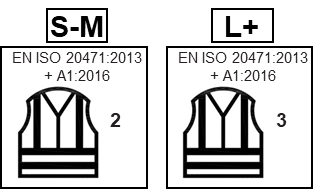 S-M
EN ISO 20471:2013
+ A1:2016
2
L+
EN ISO 20471:2013
+ A1:2016
3